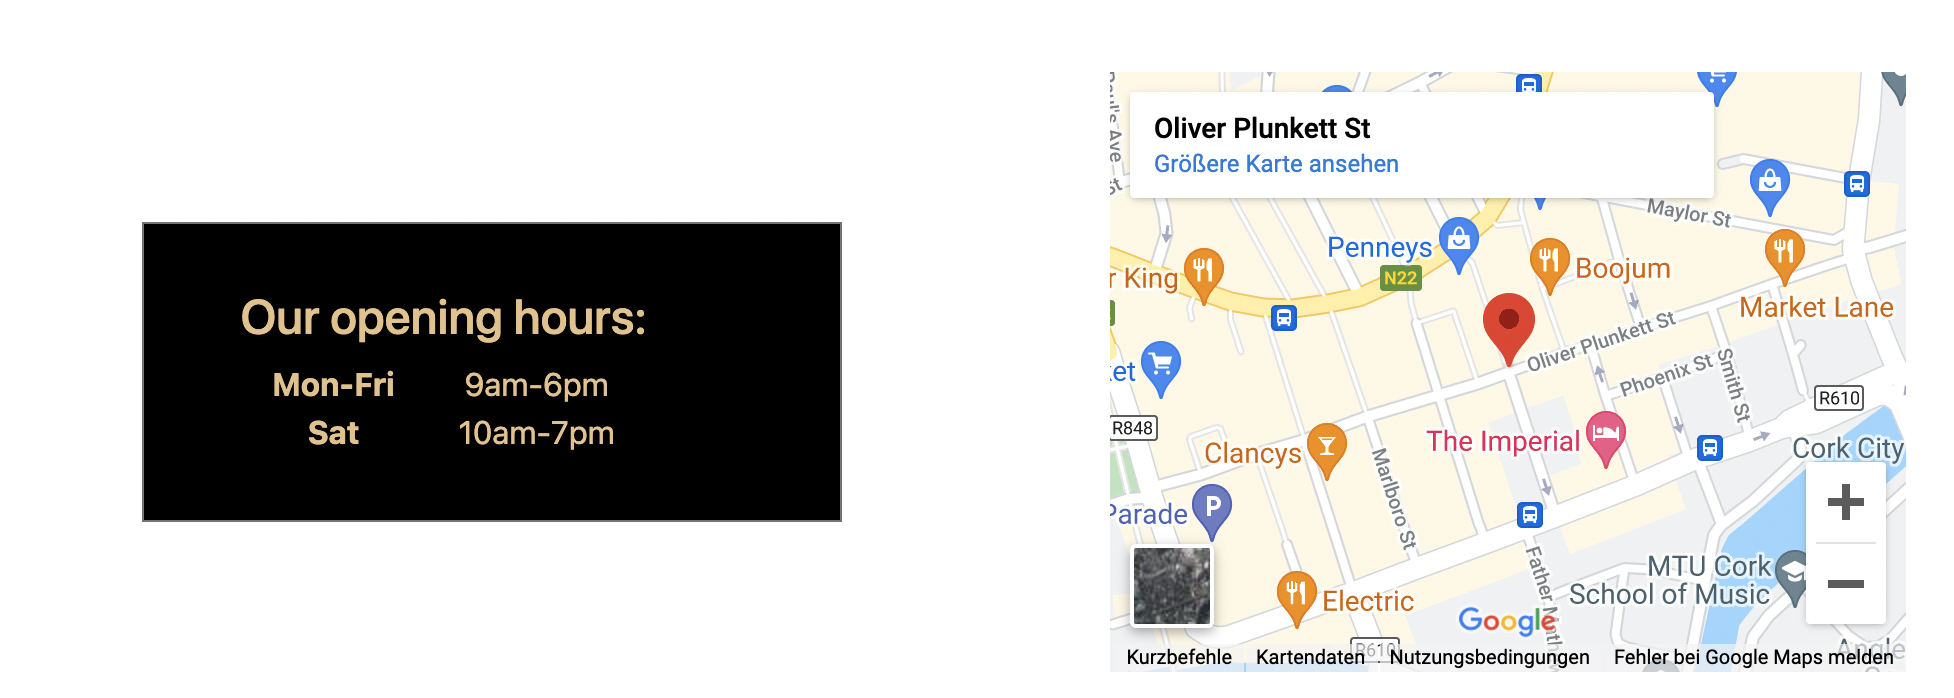 Our opening hours:
Mon-Fri 9am-6pm
Sat 10am-7pm
Oliver Plunkett St
Größere Karte ansehen
Maylor St
Penneys
N22
Boojum
r King
Market Lane
Oliver Plunkett St
Phoenix St
Smith St
R610
R848
Clancys
The Imperial
Cork City
Marlboro St
Parade
P
MTU Cork
School of Music
Electric
Father
Google
R610
Kurzbefehle Kartendaten Nutzungsbedingungen Fehler bei Google Maps melden